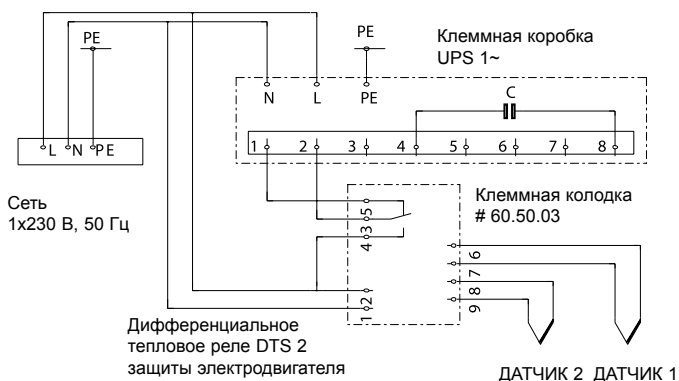 PE
PE
Клеммная коробка
UPS 1~
N L PE
C
1 2 3 4 5 6 7 8
L N PE
Сеть
1x230 В, 50 Гц
Клеммная колодка
# 60.50.03
5
3
4
6
7
8
9
2
1
Дифференциальное
тепловое реле DTS 2
защиты электродвигателя
ДАТЧИК 2 ДАТЧИК 1